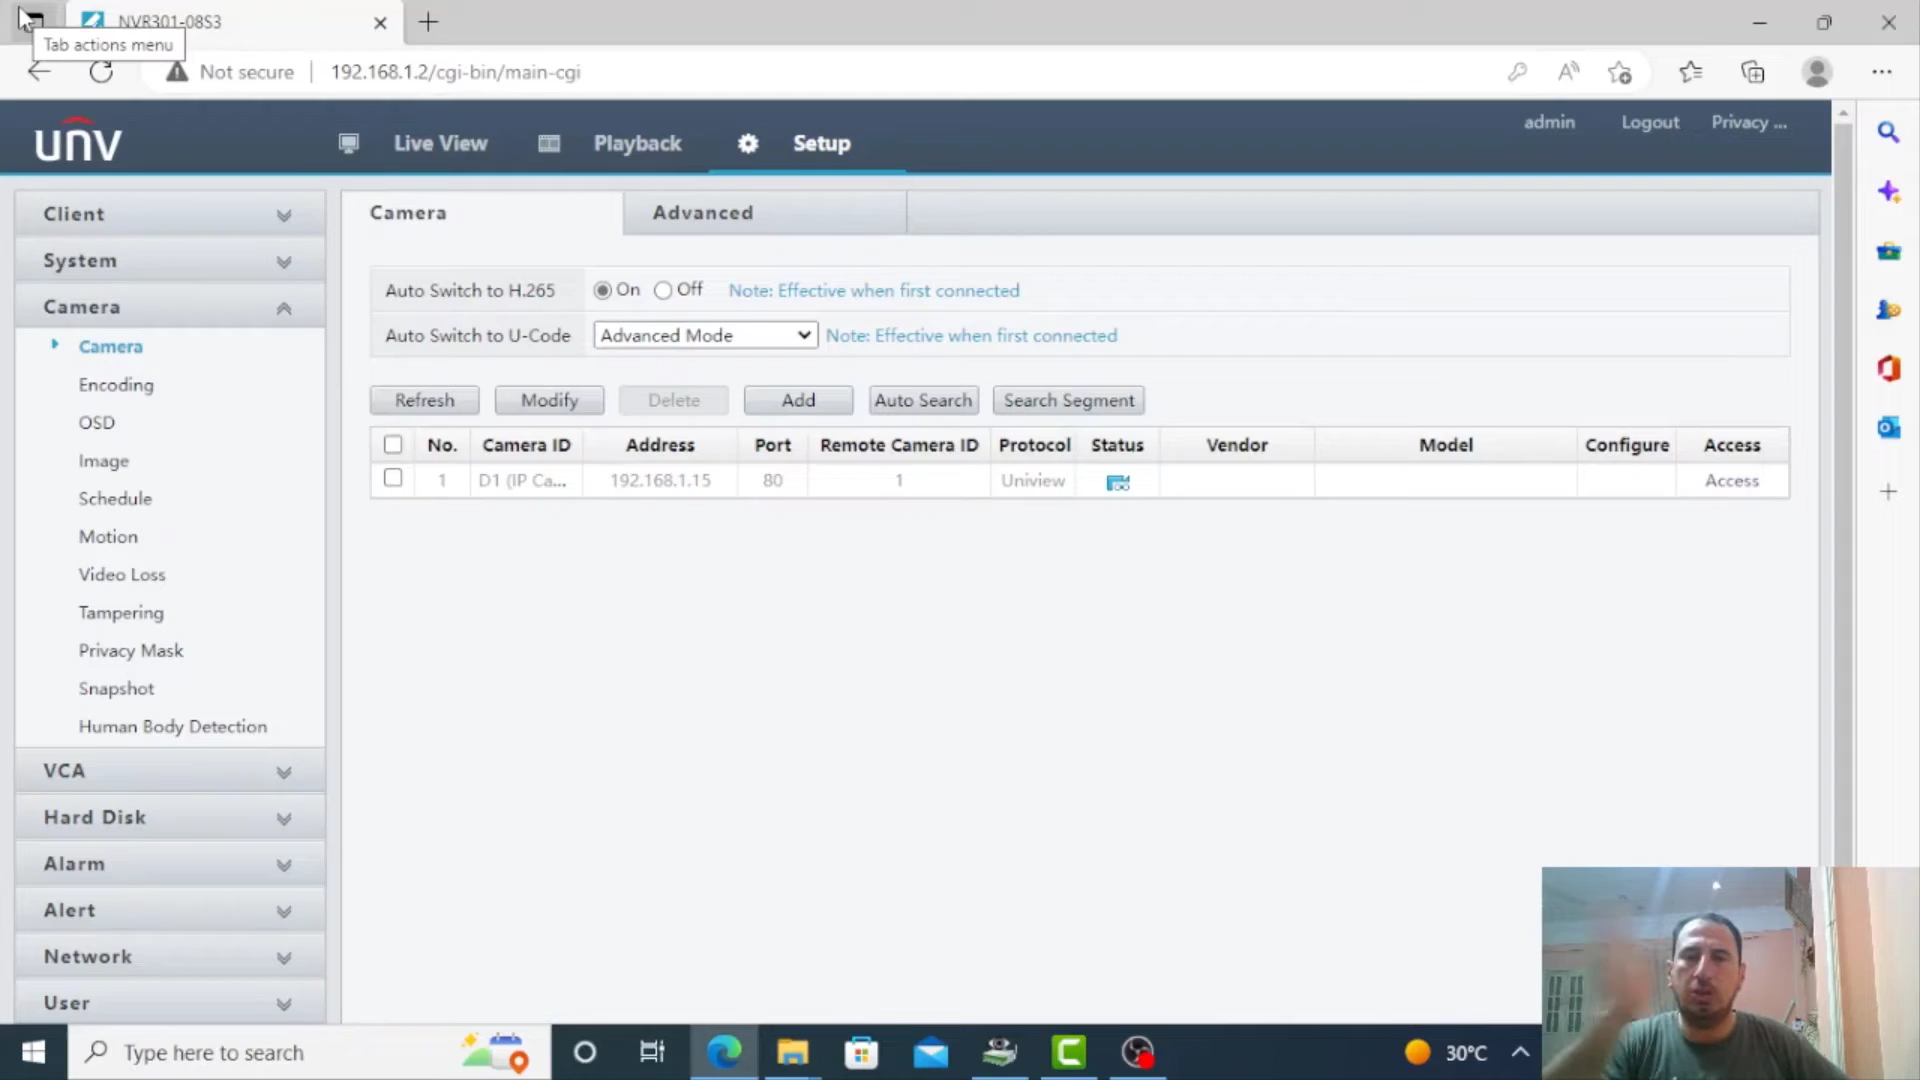 NVR301-08S3
Tab actions menu
Not secure
192.168.1.2/cgi-bin/main-cgi
unv
Live View
Playback
Setup
admin
Logout
Privacy ...
Client
System
Camera
Camera
Encoding
OSD
Image
Schedule
Motion
Video Loss
Tampering
Privacy Mask
Snapshot
Human Body Detection
VCA
Hard Disk
Alarm
Alert
Network
User
Camera
Advanced
Auto Switch to H.265 On Off Note: Effective when first connected
Auto Switch to U-Code Advanced Mode Note: Effective when first connected
Refresh Modify Delete Add Auto Search Search Segment
No. Camera ID Address Port Remote Camera ID Protocol Status Vendor Model Configure Access
1 D1 (IP Ca... 192.168.1.15 80 1 Uniview Access
Type here to search
30°C